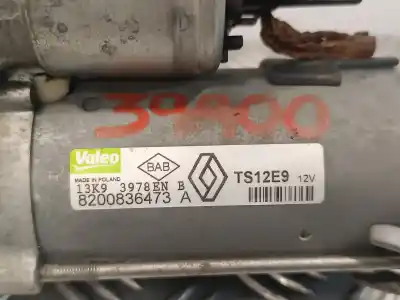 39400
Valeo
MADE IN POLAND
BAB
13K9 3978EN B
8200836473 A
TS12E9 12V